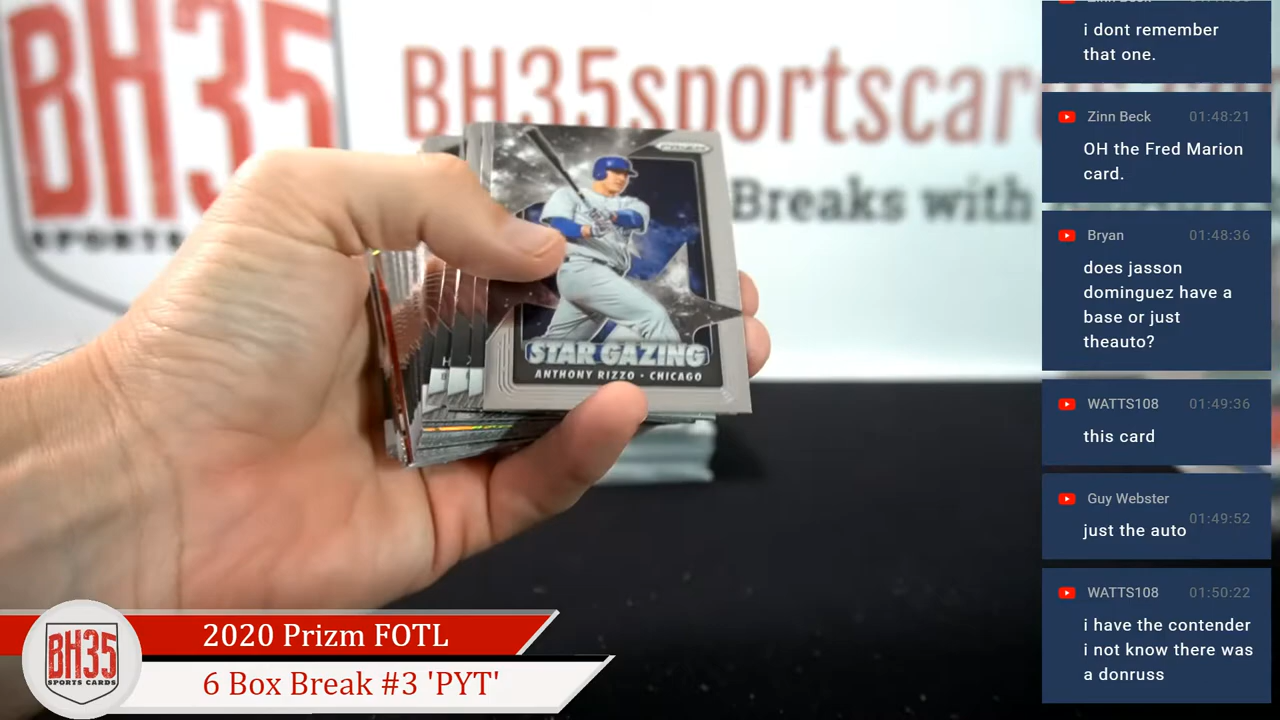 BH35
SPORTS
BH35sportscar
Breaks with
PRIZM
STAR GAZING
ANTHONY RIZZO • CHICAGO
i dont remember
that one.
Zinn Beck 01:48:21
OH the Fred Marion
card.
Bryan 01:48:36
does jasson
dominguez have a
base or just
theauto?
WATTS108 01:49:36
this card
Guy Webster
01:49:52
just the auto
WATTS108 01:50:22
i have the contender
i not know there was
a donruss
BH35
SPORTS CARDS
2020 Prizm FOTL
6 Box Break #3 'PYT'